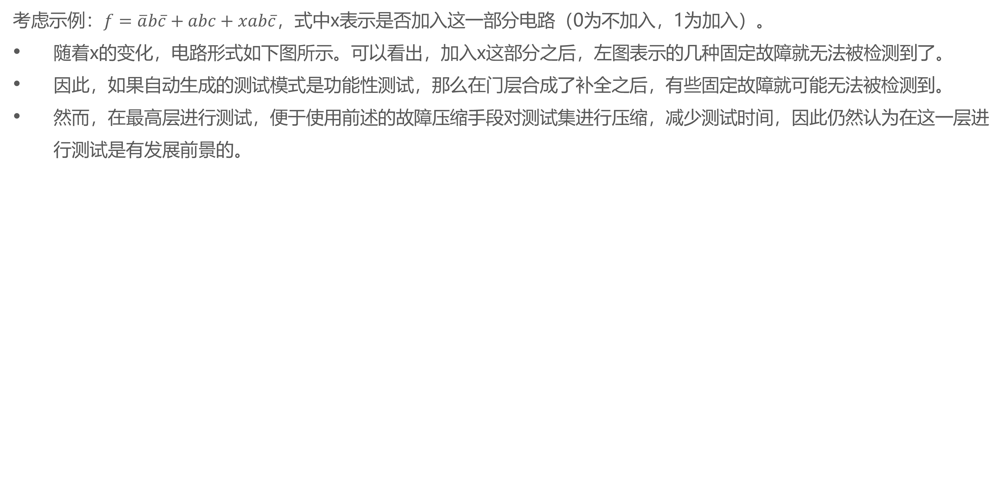 考虑示例：f = a̅bc̅ + abc + xabc̅，式中x表示是否加入这一部分电路（0为不加入，1为加入）。
• 随着x的变化，电路形式如下图所示。可以看出，加入x这部分之后，左图表示的几种固定故障就无法被检测到了。
• 因此，如果自动生成的测试模式是功能性测试，那么在门层合成了补全之后，有些固定故障就可能无法被检测到。
• 然而，在最高层进行测试，便于使用前述的故障压缩手段对测试集进行压缩，减少测试时间，因此仍然认为在这一层进
行测试是有发展前景的。